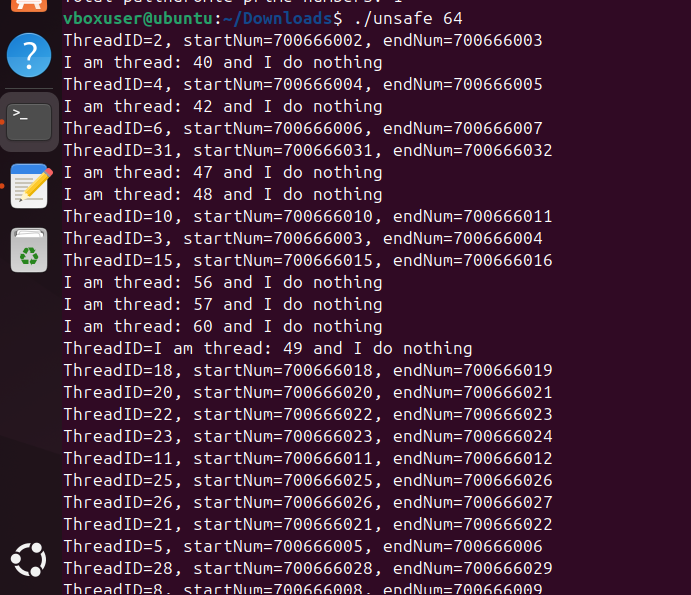 Total palindromic prime numbers: 1
vboxuser@ubuntu:~/Downloads$ ./unsafe 64
ThreadID=2, startNum=700666002, endNum=700666003
I am thread: 40 and I do nothing
ThreadID=4, startNum=700666004, endNum=700666005
I am thread: 42 and I do nothing
ThreadID=6, startNum=700666006, endNum=700666007
ThreadID=31, startNum=700666031, endNum=700666032
I am thread: 47 and I do nothing
I am thread: 48 and I do nothing
ThreadID=10, startNum=700666010, endNum=700666011
ThreadID=3, startNum=700666003, endNum=700666004
ThreadID=15, startNum=700666015, endNum=700666016
I am thread: 56 and I do nothing
I am thread: 57 and I do nothing
I am thread: 60 and I do nothing
ThreadID=I am thread: 49 and I do nothing
ThreadID=18, startNum=700666018, endNum=700666019
ThreadID=20, startNum=700666020, endNum=700666021
ThreadID=22, startNum=700666022, endNum=700666023
ThreadID=23, startNum=700666023, endNum=700666024
ThreadID=11, startNum=700666011, endNum=700666012
ThreadID=25, startNum=700666025, endNum=700666026
ThreadID=26, startNum=700666026, endNum=700666027
ThreadID=21, startNum=700666021, endNum=700666022
ThreadID=5, startNum=700666005, endNum=700666006
ThreadID=28, startNum=700666028, endNum=700666029
ThreadID=8, startNum=700666008, endNum=700666009